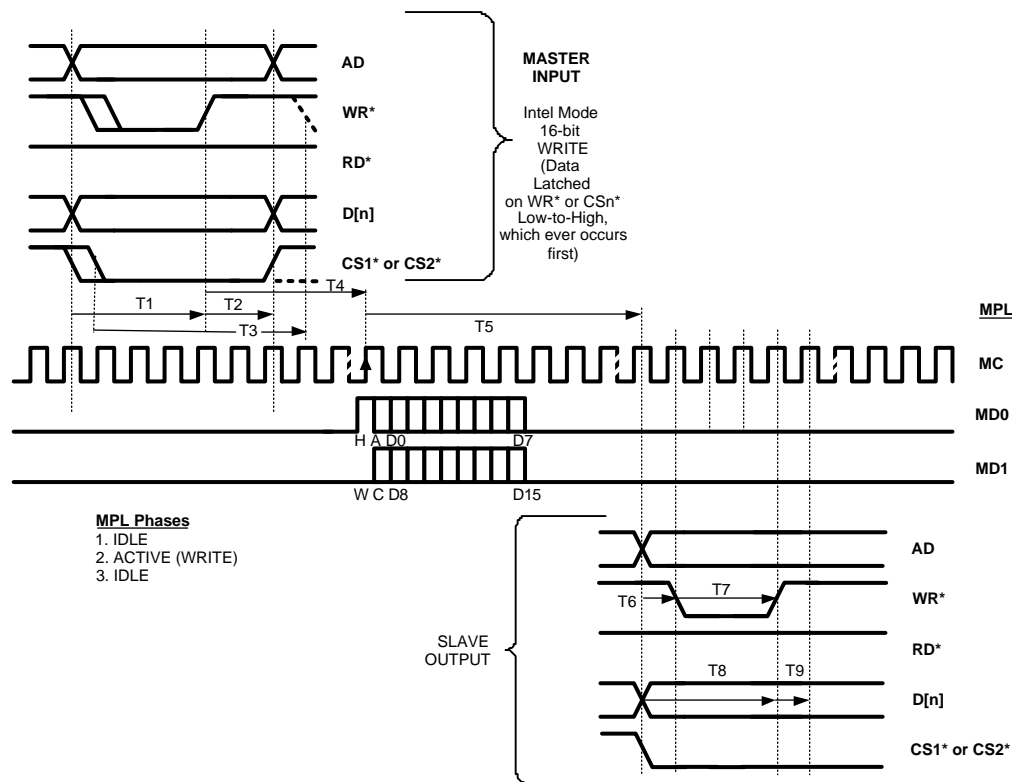 AD
WR*
RD*
D[n]
CS1* or CS2*
MASTER
INPUT
Intel Mode
16-bit
WRITE
(Data
Latched
on WR* or CSn*
Low-to-High,
which ever occurs
first)
T1
T2
T3
T4
T5
MPL
MC
MD0
H A D0 D7
MD1
W C D8 D15
MPL Phases
1. IDLE
2. ACTIVE (WRITE)
3. IDLE
SLAVE
OUTPUT
AD
T6
T7
WR*
RD*
T8
T9
D[n]
CS1* or CS2*